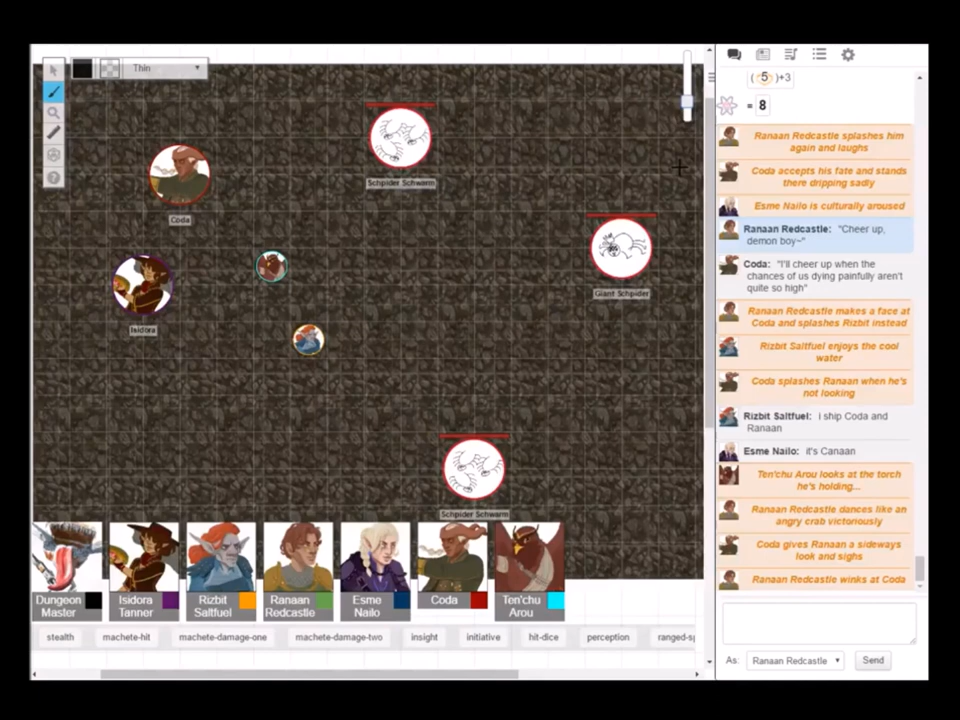 Thin
Schpider Schwarm
Coda
Giant Schpider
Isidora
Schpider Schwarm
Dungeon
Master
Isidora
Tanner
Rizbit
Saltfuel
Ranaan
Redcastle
Esme
Nailo
Coda
Ten'chu
Arou
stealth
machete-hit
machete-damage-one
machete-damage-two
insight
initiative
hit-dice
perception
ranged-sp
(5)+3
= 8
Ranaan Redcastle splashes him
again and laughs
Coda accepts his fate and stands
there dripping sadly
Esme Nailo is culturally aroused
Ranaan Redcastle: "Cheer up,
demon boy~"
Coda: "I'll cheer up when the
chances of us dying painfully aren't
quite so high"
Ranaan Redcastle makes a face at
Coda and splashes Rizbit instead
Rizbit Saltfuel enjoys the cool
water
Coda splashes Ranaan when he's
not looking
Rizbit Saltfuel: i ship Coda and
Ranaan
Esme Nailo: it's Canaan
Ten'chu Arou looks at the torch
he's holding...
Ranaan Redcastle dances like an
angry crab victoriously
Coda gives Ranaan a sideways
look and sighs
Ranaan Redcastle winks at Coda
As:
Ranaan Redcastle
Send